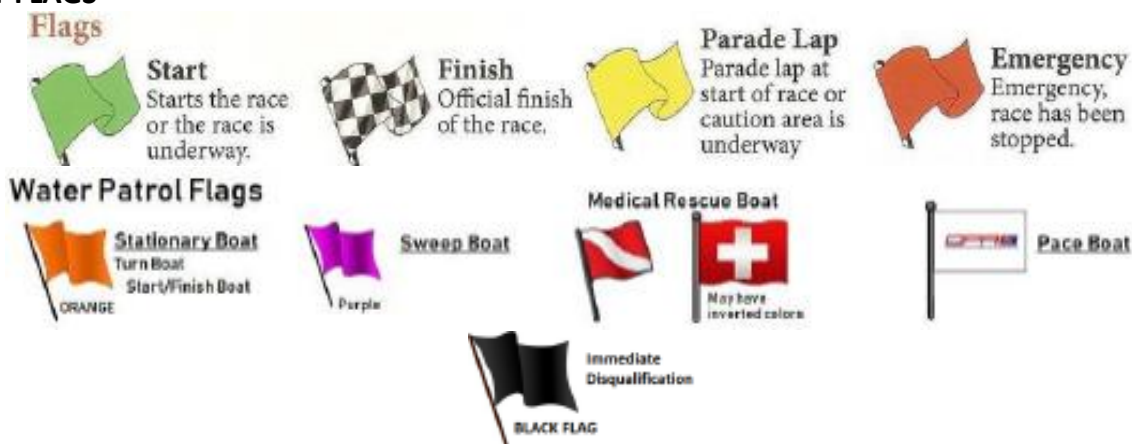 FLAGS
Flags
Start
Starts the race
or the race is
underway.
Finish
Official finish
of the race.
Parade Lap
Parade lap at
start of race or
caution area is
underway
Emergency
Emergency,
race has been
stopped.
Water Patrol Flags
Stationary Boat
Turn Boat
Start/Finish Boat
ORANGE
Sweep Boat
Purple
Medical Rescue Boat
May have
inverted colors
Pace Boat
Immediate
Disqualification
BLACK FLAG